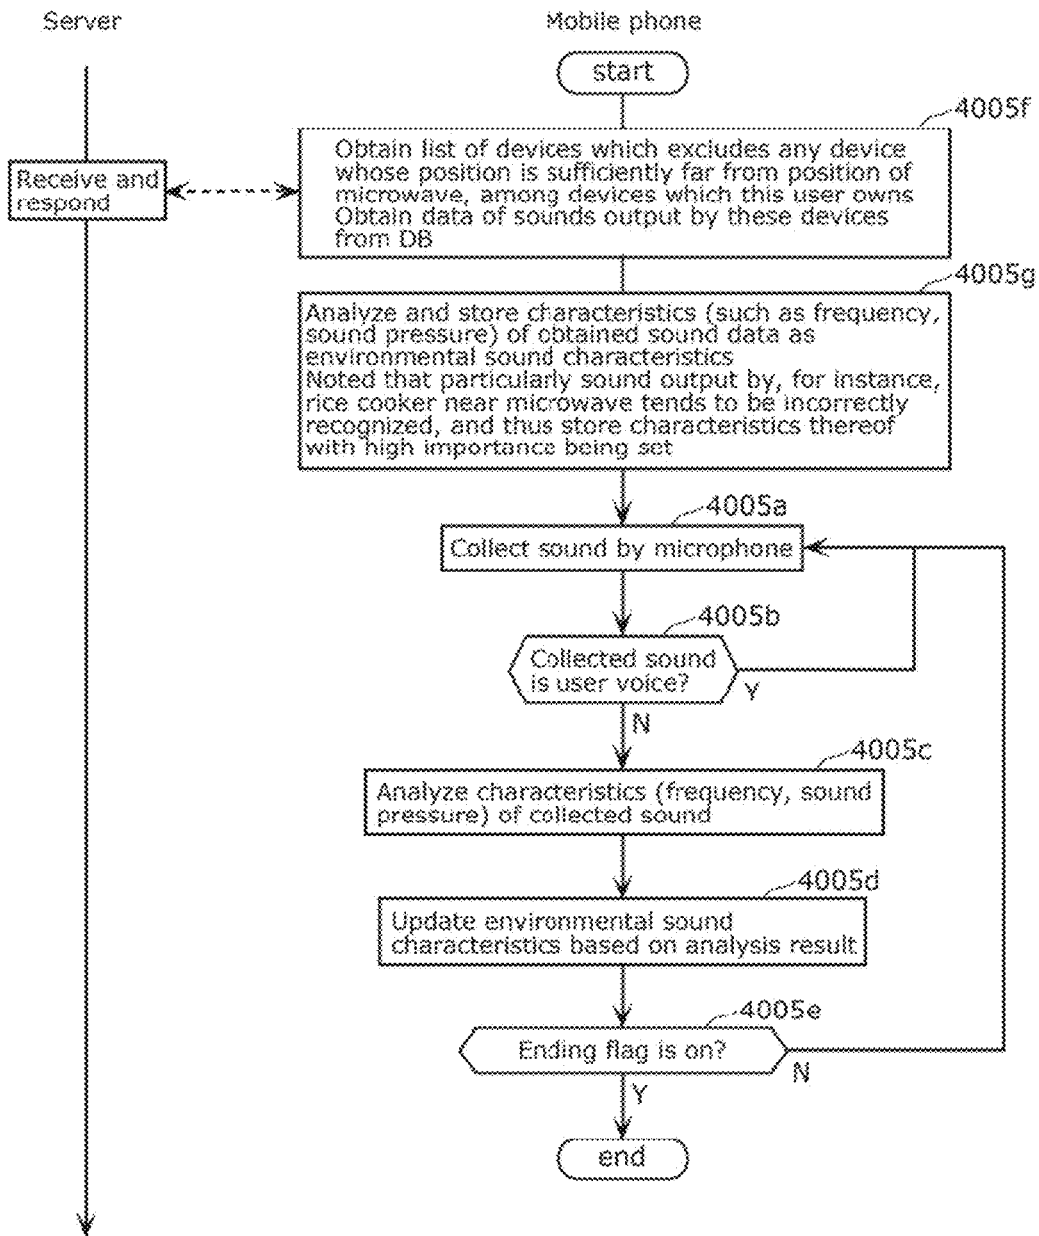 Server
Mobile phone
start
4005f
Obtain list of devices which excludes any device
whose position is sufficiently far from position of
microwave, among devices which this user owns
Obtain data of sounds output by these devices
from DB
Receive and
respond
4005g
Analyze and store characteristics (such as frequency,
sound pressure) of obtained sound data as
environmental sound characteristics
Noted that particularly sound output by, for instance,
rice cooker near microwave tends to be incorrectly
recognized, and thus store characteristics thereof
with high importance being set
4005a
Collect sound by microphone
4005b
Collected sound
is user voice?
Y
N
4005c
Analyze characteristics (frequency, sound
pressure) of collected sound
4005d
Update environmental sound
characteristics based on analysis result
4005e
Ending flag is on?
N
Y
end